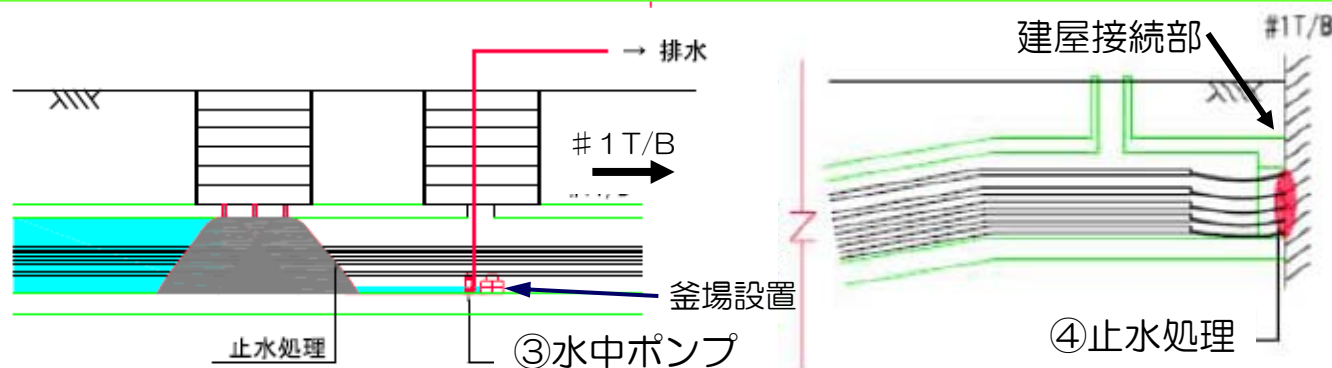 → 排水
#1T/B
釜場設置
止水処理
③水中ポンプ
建屋接続部
#1T/B
④止水処理